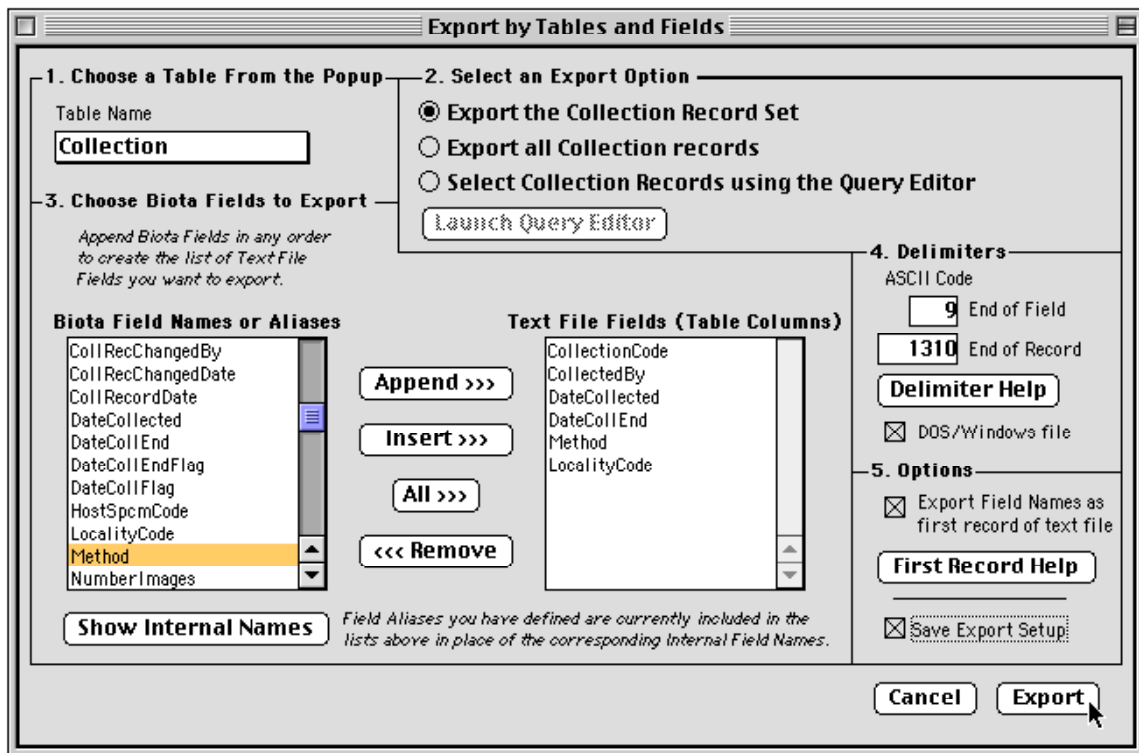 Export by Tables and Fields
1. Choose a Table From the Popup
Table Name
Collection
2. Select an Export Option
Export the Collection Record Set
Export all Collection records
Select Collection Records using the Query Editor
Launch Query Editor
3. Choose Biota Fields to Export
Append Biota Fields in any order
to create the list of Text File
Fields you want to export.
Biota Field Names or Aliases
CollRecChangedBy
CollRecChangedDate
CollRecordDate
DateCollected
DateCollEnd
DateCollEndFlag
DateCollFlag
HostSpcmCode
LocalityCode
Method
NumberImages
Append >>>
Insert >>>
All >>>
<<< Remove
Text File Fields (Table Columns)
CollectionCode
CollectedBy
DateCollected
DateCollEnd
Method
LocalityCode
Show Internal Names
Field Aliases you have defined are currently included in the
lists above in place of the corresponding Internal Field Names.
4. Delimiters
ASCII Code
9 End of Field
1310 End of Record
Delimiter Help
DOS/Windows file
5. Options
Export Field Names as
first record of text file
First Record Help
Save Export Setup
Cancel
Export